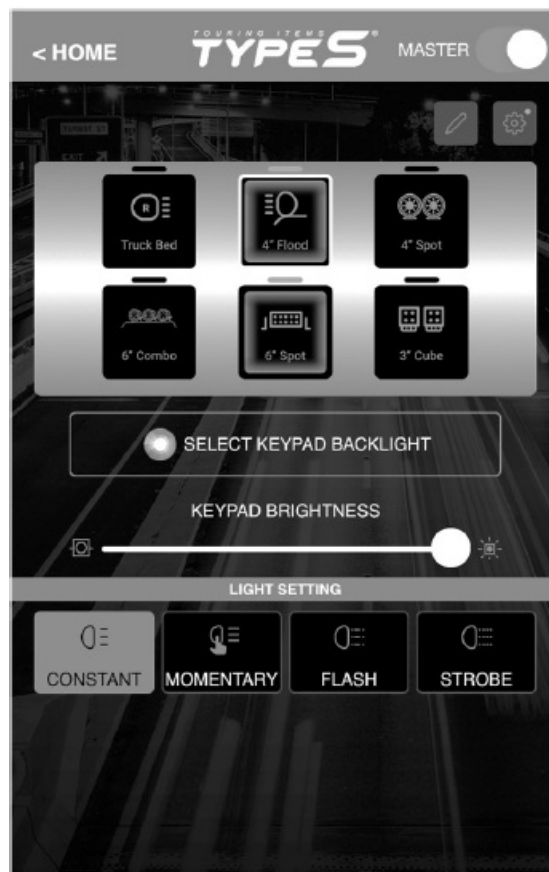 TOURING ITEMS
< HOME TYPE S® MASTER
EXIT
Truck Bed 4" Flood 4" Spot
6" Combo 6" Spot 3" Cube
SELECT KEYPAD BACKLIGHT
KEYPAD BRIGHTNESS
LIGHT SETTING
CONSTANT MOMENTARY FLASH STROBE